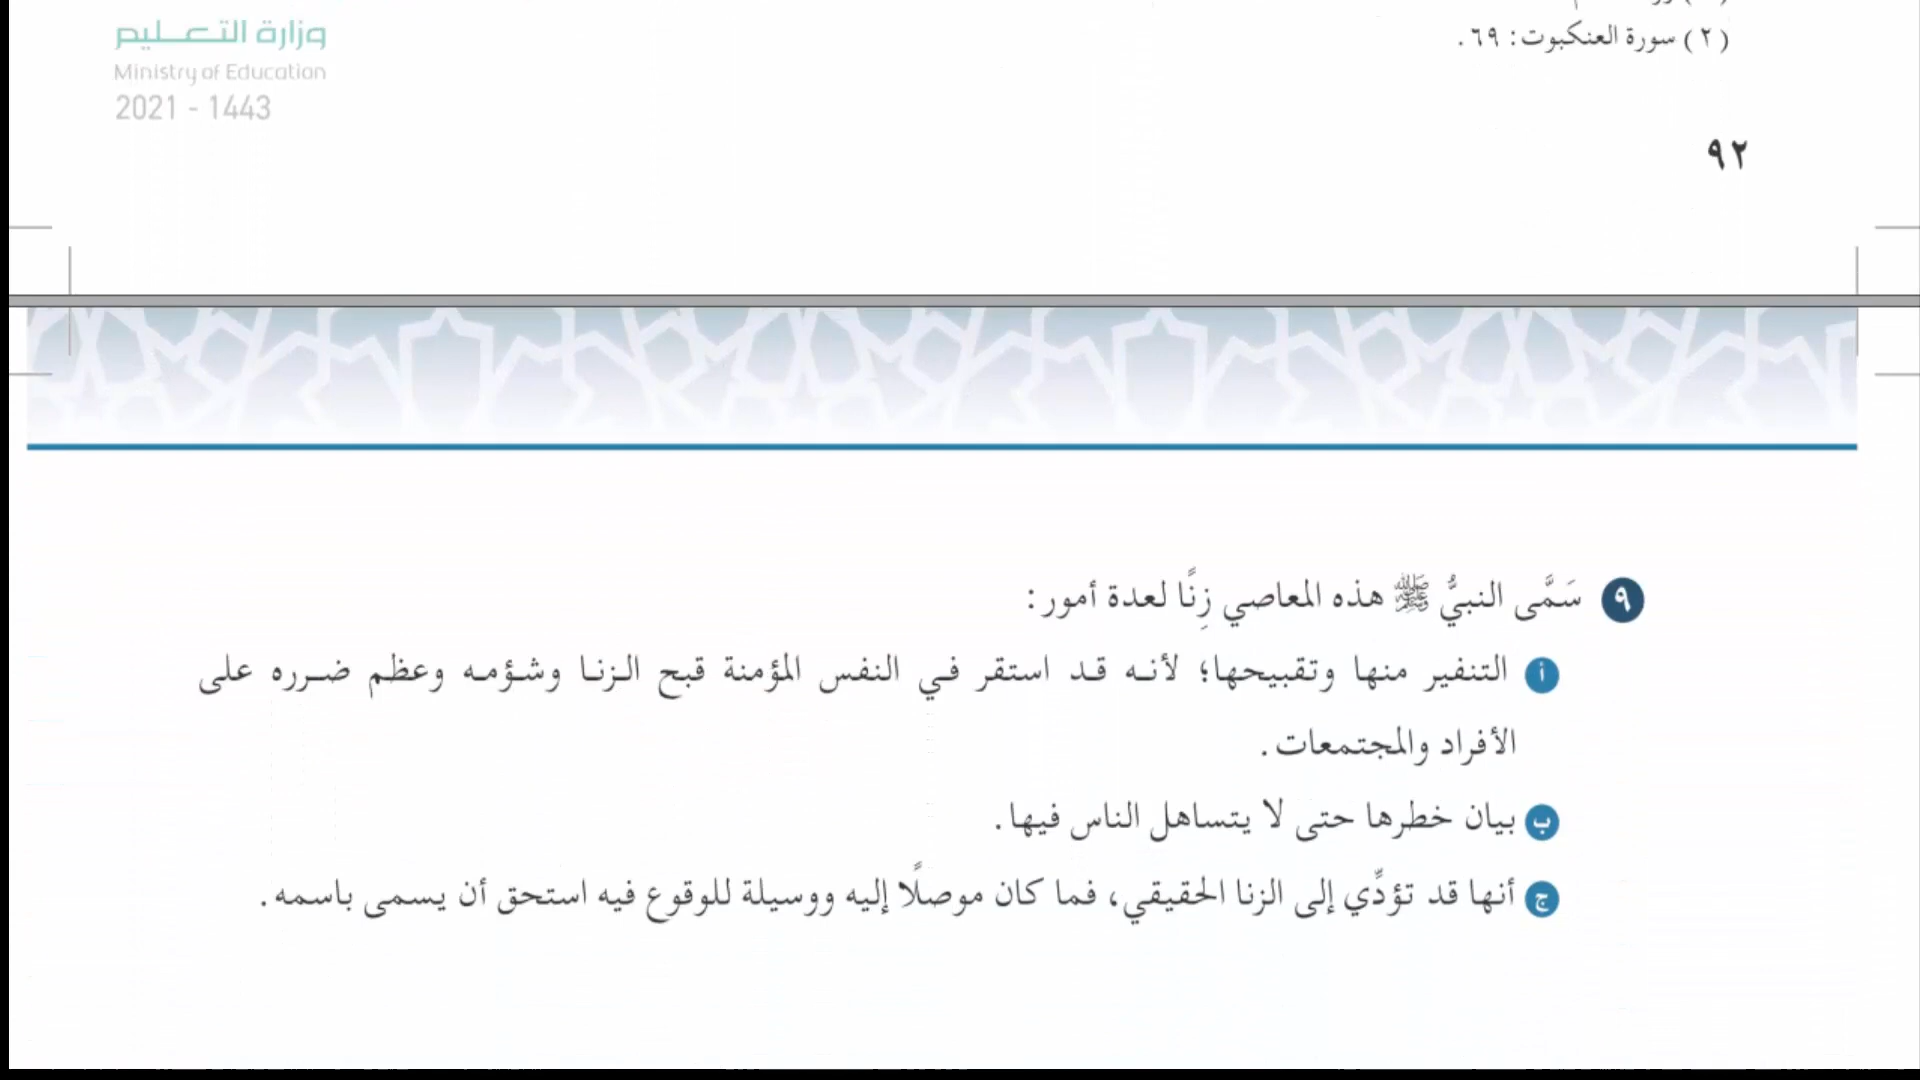 (٢) سورة العنكبوت: ٦٩.
وزارة التعليم
Ministry of Education
2021 - 1443
٩٢
٩ سَمَّى النبيُّ ﷺ هذه المعاصي زِنًا لعدة أمور:
أ التنفير منها وتقبيحها؛ لأنه قد استقر في النفس المؤمنة قبح الزنا وشؤمه وعظم ضرره على
الأفراد والمجتمعات.
ب بيان خطرها حتى لا يتساهل الناس فيها.
ج أنها قد تؤدِّي إلى الزنا الحقيقي، فما كان موصلًا إليه ووسيلة للوقوع فيه استحق أن يسمى باسمه.